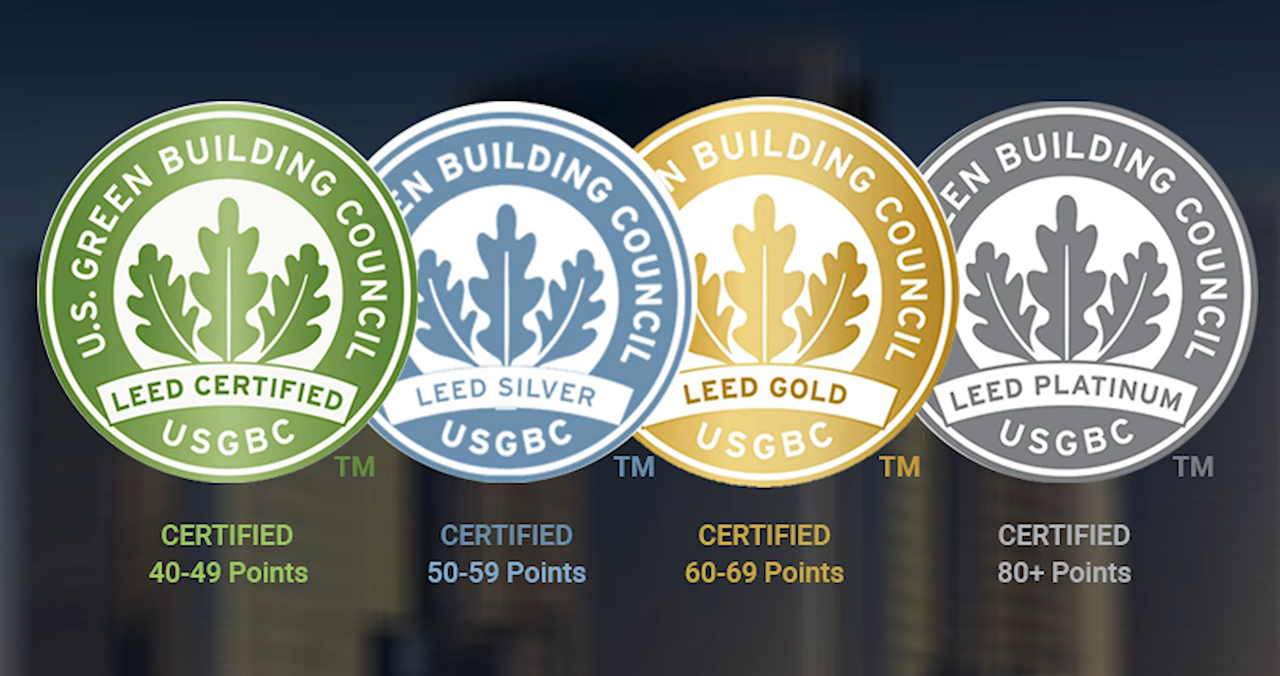 U.S. GREEN BUILDING COUNCIL
LEED CERTIFIED
USGBC
TM
CERTIFIED
40-49 Points
EN BUILDING COUNCIL
LEED SILVER
USGBC
TM
CERTIFIED
50-59 Points
N BUILDING COUNCIL
LEED GOLD
USGBC
TM
CERTIFIED
60-69 Points
EEN BUILDING COUNCIL
LEED PLATINUM
USGBC
TM
CERTIFIED
80+ Points